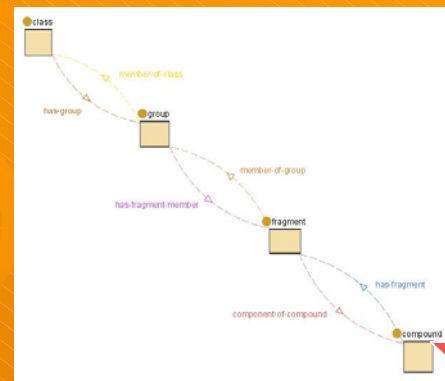 class
member-of-class
has-group
group
member-of-group
has-fragment-member
fragment
has-fragment
component-of-compound
compound